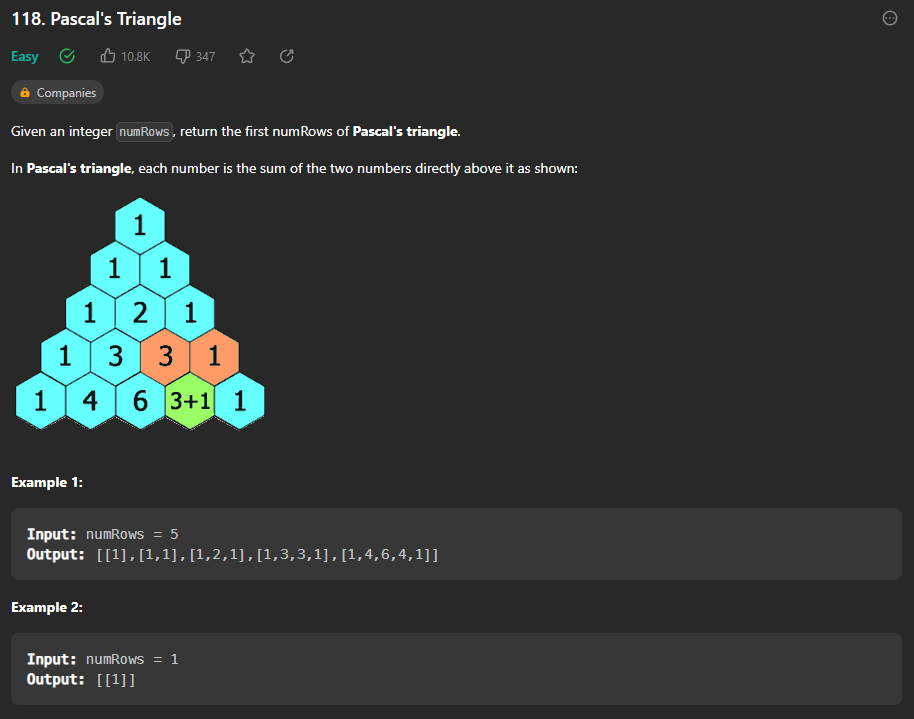 118. Pascal's Triangle
Easy 10.8K 347
Companies
Given an integer numRows, return the first numRows of Pascal's triangle.
In Pascal's triangle, each number is the sum of the two numbers directly above it as shown:
1
1 1
1 2 1
1 3 3 1
1 4 6 3+1 1
Example 1:
Input: numRows = 5
Output: [[1],[1,1],[1,2,1],[1,3,3,1],[1,4,6,4,1]]
Example 2:
Input: numRows = 1
Output: [[1]]